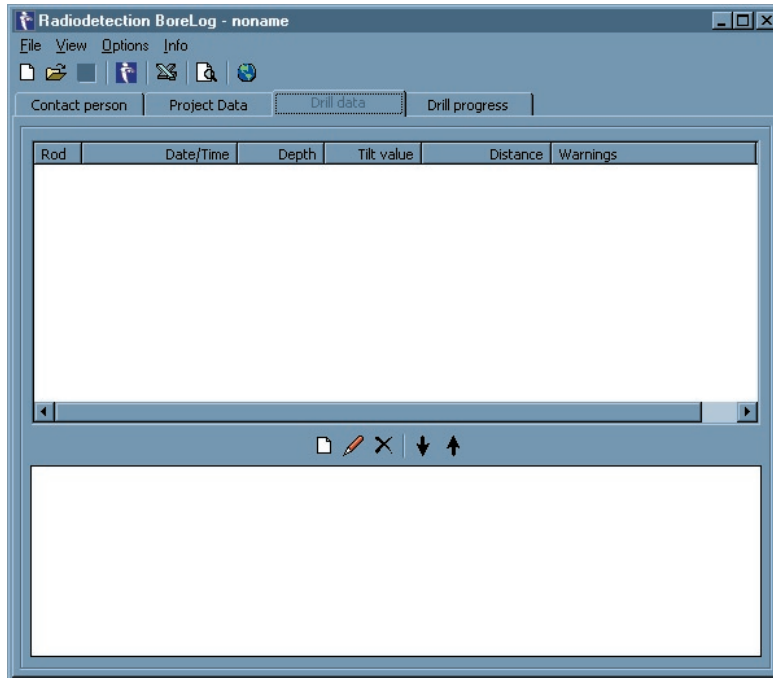 Radiodetection BoreLog - noname
File View Options Info
Contact person Project Data Drill data Drill progress
Rod Date/Time Depth Tilt value Distance Warnings